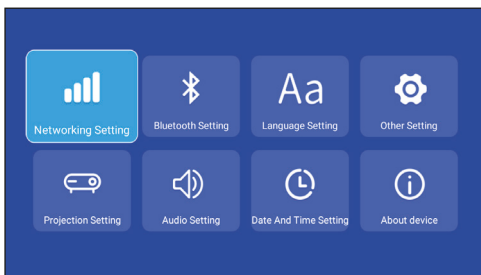 Networking Setting
Bluetooth Setting
Aa
Language Setting
Other Setting
Projection Setting
Audio Setting
Date And Time Setting
About device